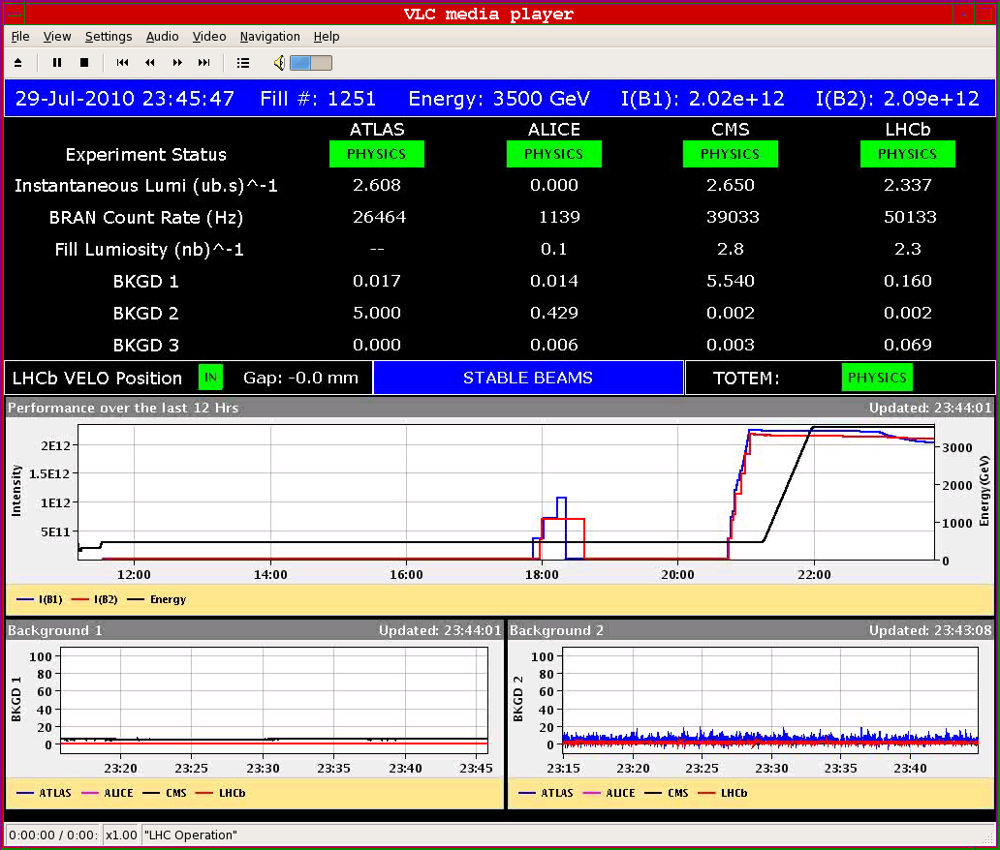 VLC media player
File View Settings Audio Video Navigation Help
29-Jul-2010 23:45:47 Fill #: 1251 Energy: 3500 GeV I(B1): 2.02e+12 I(B2): 2.09e+12
ATLAS ALICE CMS LHCb
Experiment Status PHYSICS PHYSICS PHYSICS PHYSICS
Instantaneous Lumi (ub.s)^-1 2.608 0.000 2.650 2.337
BRAN Count Rate (Hz) 26464 1139 39033 50133
Fill Lumiosity (nb)^-1 -- 0.1 2.8 2.3
BKGD 1 0.017 0.014 5.540 0.160
BKGD 2 5.000 0.429 0.002 0.002
BKGD 3 0.000 0.006 0.003 0.069
LHCb VELO Position IN Gap: -0.0 mm STABLE BEAMS TOTEM: PHYSICS
Performance over the last 12 Hrs Updated: 23:44:01
Intensity
2E12
1.5E12
1E12
5E11
3000
2000
1000
0
Energy(GeV)
12:00 14:00 16:00 18:00 20:00 22:00
I(B1) I(B2) Energy
Background 1 Updated: 23:44:01
BKGD 1
100
80
60
40
20
0
23:20 23:25 23:30 23:35 23:40 23:45
ATLAS ALICE CMS LHCb
Background 2 Updated: 23:43:08
BKGD 2
100
80
60
40
20
0
23:15 23:20 23:25 23:30 23:35 23:40
ATLAS ALICE CMS LHCb
0:00:00 / 0:00: x1.00 "LHC Operation"